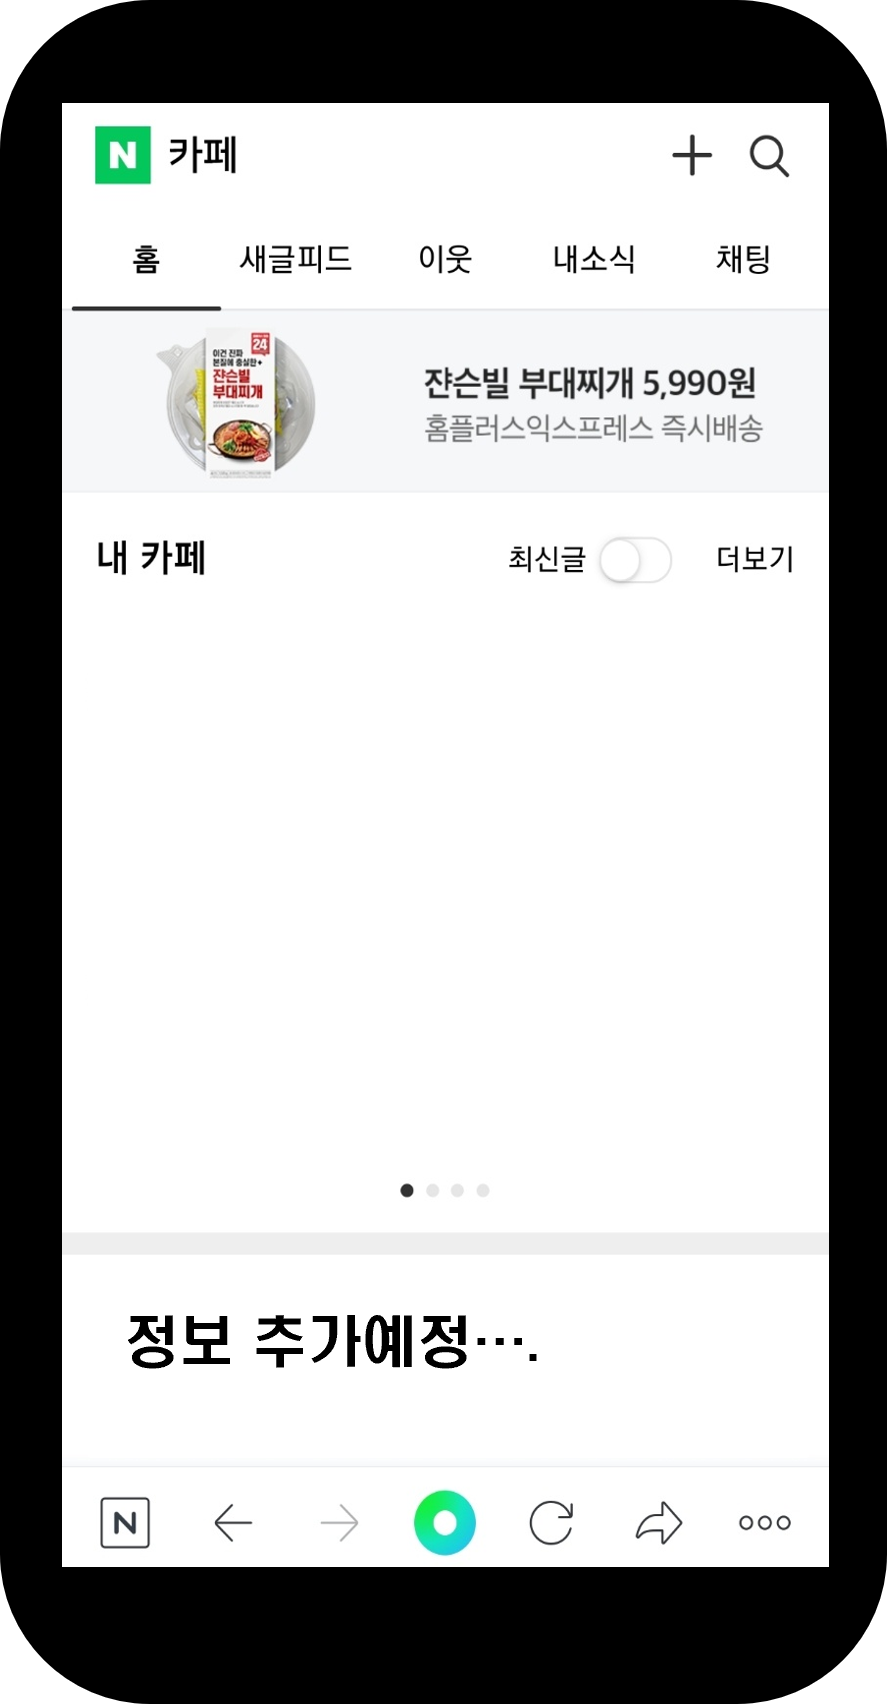 N 카페
홈 새글피드 이웃 내소식 채팅
24
이건 진짜
본질에 충실한
쟌슨빌
부대찌개
쟌슨빌 부대찌개 5,990원
홈플러스익스프레스 즉시배송
내 카페 최신글 더보기
정보 추가예정···.
N